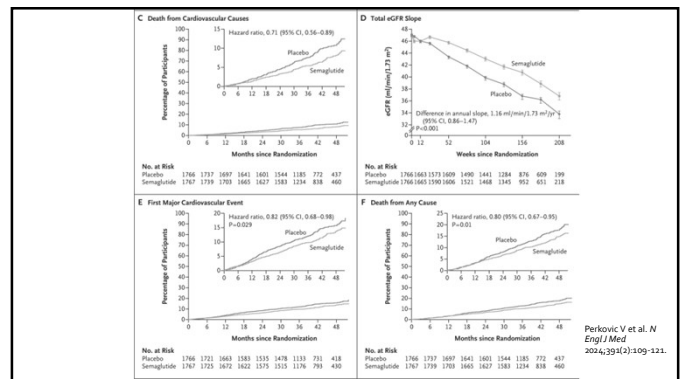 C Death from Cardiovascular Causes
Percentage of Participants
100
90
80
70
60
50
40
30
20
10
0
15
10
5
0
Hazard ratio, 0.71 (95% CI, 0.56–0.89)
Placebo
Semaglutide
0 6 12 18 24 30 36 42 48
0 6 12 18 24 30 36 42 48
Months since Randomization
No. at Risk
Placebo 1766 1737 1697 1641 1601 1544 1185 772 437
Semaglutide 1767 1739 1703 1665 1627 1583 1234 838 460
D Total eGFR Slope
eGFR (ml/min/1.73 m²)
48
46
44
42
40
38
36
34
32
0
Semaglutide
Placebo
Difference in annual slope, 1.16 ml/min/1.73 m²/yr
(95% CI, 0.86–1.47)
P<0.001
0 12 52 104 156 208
Weeks since Randomization
No. at Risk
Placebo 1766 1663 1573 1609 1490 1441 1284 876 609 199
Semaglutide 1766 1665 1590 1606 1521 1468 1345 952 651 218
E First Major Cardiovascular Event
Percentage of Participants
100
90
80
70
60
50
40
30
20
10
0
20
15
10
5
0
Hazard ratio, 0.82 (95% CI, 0.68–0.98)
P=0.029
Placebo
Semaglutide
0 6 12 18 24 30 36 42 48
0 6 12 18 24 30 36 42 48
Months since Randomization
No. at Risk
Placebo 1766 1721 1663 1583 1535 1478 1133 731 418
Semaglutide 1767 1725 1672 1622 1575 1515 1176 793 430
F Death from Any Cause
Percentage of Participants
100
90
80
70
60
50
40
30
20
10
0
25
20
15
10
5
0
Hazard ratio, 0.80 (95% CI, 0.67–0.95)
P=0.01
Placebo
Semaglutide
0 6 12 18 24 30 36 42 48
0 6 12 18 24 30 36 42 48
Months since Randomization
No. at Risk
Placebo 1766 1737 1697 1641 1601 1544 1185 772 437
Semaglutide 1767 1739 1703 1665 1627 1583 1234 838 460
Perkovic V et al. N
Engl J Med
2024;391(2):109-121.